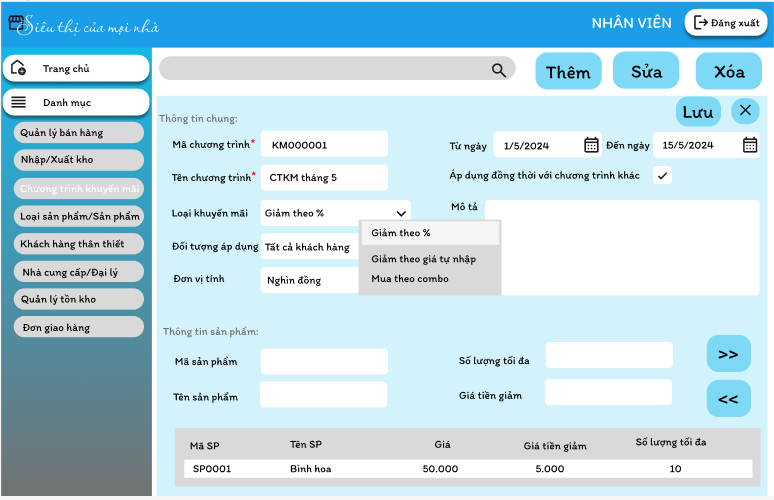 Siêu thị của mọi nhà
NHÂN VIÊN
Đăng xuất
Trang chủ
Danh mục
Quản lý bán hàng
Nhập/Xuất kho
Chương trình khuyến mãi
Loại sản phẩm/Sản phẩm
Khách hàng thân thiết
Nhà cung cấp/Đại lý
Quản lý tồn kho
Đơn giao hàng
Thêm
Sửa
Xóa
Lưu
Thông tin chung:
Mã chương trình*
KM000001
Từ ngày
1/5/2024
Đến ngày
15/5/2024
Tên chương trình*
CTKM tháng 5
Áp dụng đồng thời với chương trình khác
Loại khuyến mãi
Giảm theo %
Mô tả
Giảm theo %
Giảm theo giá tự nhập
Mua theo combo
Đối tượng áp dụng
Tất cả khách hàng
Đơn vị tính
Nghìn đồng
Thông tin sản phẩm:
Mã sản phẩm
Số lượng tối đa
>>
Tên sản phẩm
Giá tiền giảm
<<
Mã SP Tên SP Giá Giá tiền giảm Số lượng tối đa
SP0001 Bình hoa 50.000 5.000 10